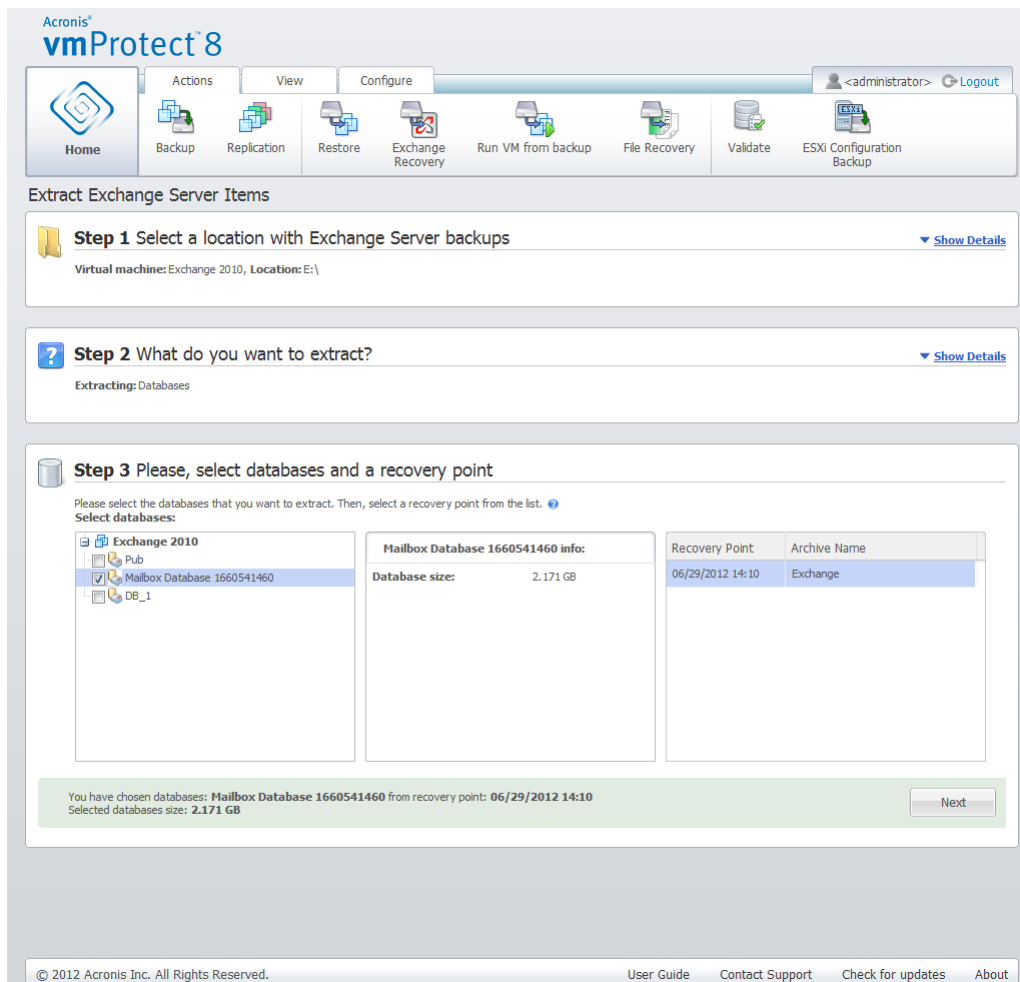 Acronis®
vmProtect™ 8
Actions View Configure
<administrator> Logout
Home
Backup
Replication
Restore
Exchange Recovery
Run VM from backup
File Recovery
Validate
ESXi
ESXi Configuration Backup
Extract Exchange Server Items
Step 1 Select a location with Exchange Server backups
Show Details
Virtual machine: Exchange 2010, Location: E:\
Step 2 What do you want to extract?
Show Details
Extracting: Databases
Step 3 Please, select databases and a recovery point
Please select the databases that you want to extract. Then, select a recovery point from the list.
Select databases:
Exchange 2010
Pub
Mailbox Database 1660541460
DB_1
Mailbox Database 1660541460 info:
Database size: 2.171 GB
Recovery Point Archive Name
06/29/2012 14:10 Exchange
You have chosen databases: Mailbox Database 1660541460 from recovery point: 06/29/2012 14:10
Selected databases size: 2.171 GB
Next
© 2012 Acronis Inc. All Rights Reserved.
User Guide Contact Support Check for updates About